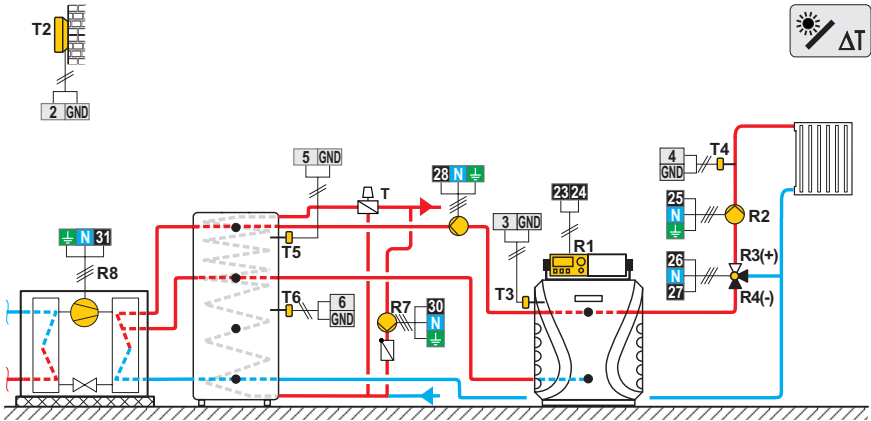 T2
2 GND
ΔT
5 GND
T
28 N
23 24
4
GND
T4
3 GND
25
N
R2
31 N
R8
T5
R1
R3(+)
26
N
27
R4(-)
T6
6
GND
R7
30
N
T3